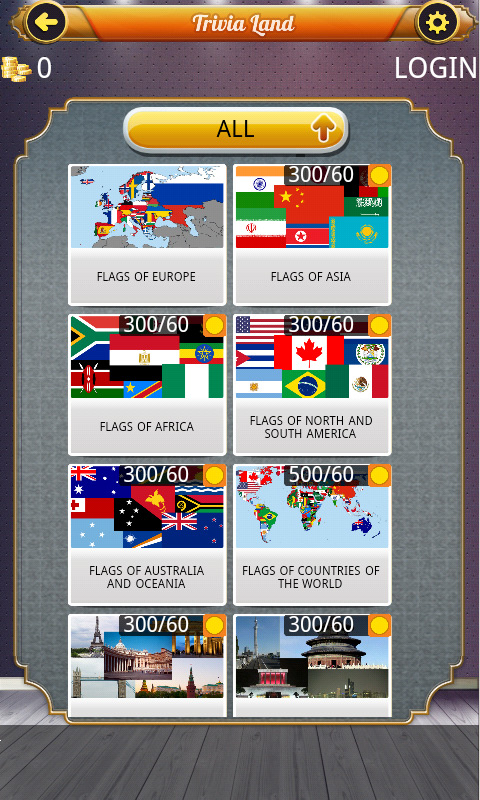 Trivia Land
0
LOGIN
ALL
300/60
FLAGS OF EUROPE
FLAGS OF ASIA
300/60
300/60
FLAGS OF AFRICA
FLAGS OF NORTH AND
SOUTH AMERICA
300/60
500/60
FLAGS OF AUSTRALIA
AND OCEANIA
FLAGS OF COUNTRIES OF
THE WORLD
300/60
300/60